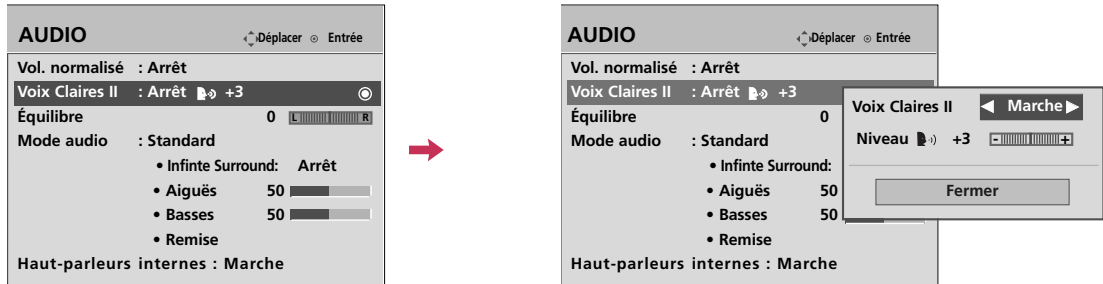 AUDIO
Déplacer Entrée
Vol. normalisé : Arrêt
Voix Claires II : Arrêt +3
Équilibre 0 L R
Mode audio : Standard
• Infinte Surround: Arrêt
• Aiguës 50
• Basses 50
• Remise
Haut-parleurs internes : Marche
AUDIO
Déplacer Entrée
Vol. normalisé : Arrêt
Voix Claires II : Arrêt +3
Équilibre 0
Mode audio : Standard
• Infinte Surround:
• Aiguës 50
• Basses 50
• Remise
Haut-parleurs internes : Marche
Voix Claires II ◀ Marche ▶
Niveau +3 - +
Fermer